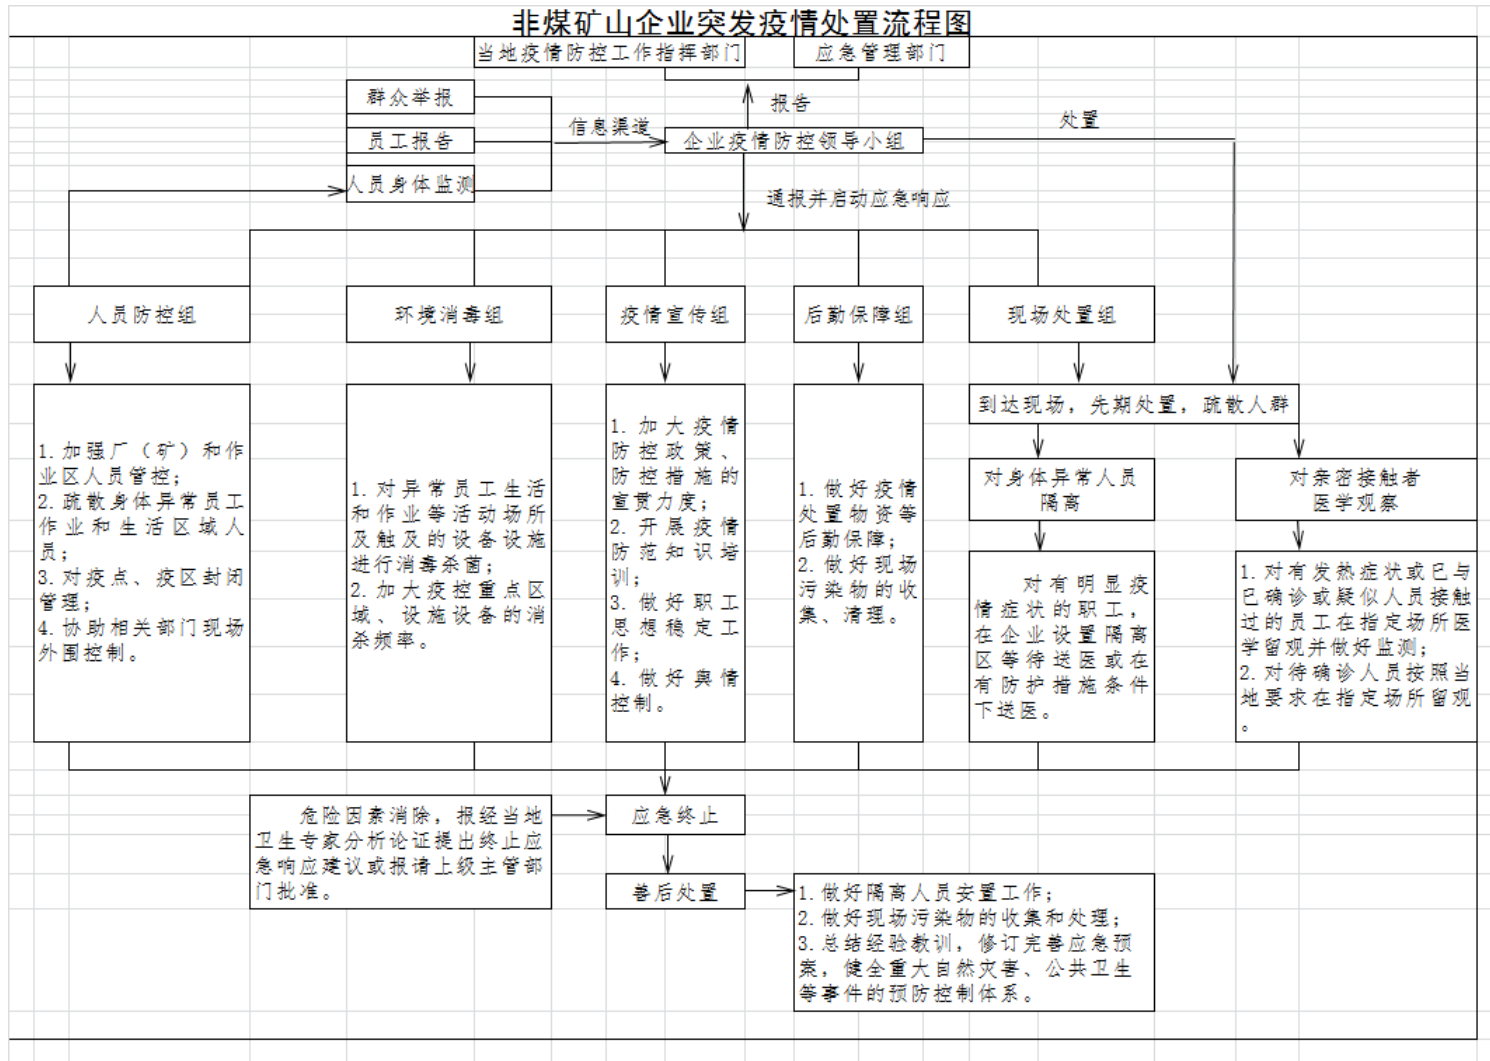 非煤矿山企业突发疫情处置流程图
当地疫情防控工作指挥部门
应急管理部门
群众举报
报告
处置
信息渠道
员工报告
企业疫情防控领导小组
人员身体监测
通报并启动应急响应
人员防控组
环境消毒组
疫情宣传组
后勤保障组
现场处置组
1.加强厂（矿）和作
业区人员管控；
2.疏散身体异常员工
作业和生活区域人
员；
3.对疫点、疫区封闭
管理；
4.协助相关部门现场
外围控制。
1.对异常员工生活
和作业等活动场所
及触及的设备设施
进行消毒杀菌；
2.加大疫控重点区
域、设施设备的消
杀频率。
1.加大疫情
防控政策、
防控措施的
宣贯力度；
2.开展疫情
防范知识培
训；
3.做好职工
思想稳定工
作；
4.做好舆情
控制。
1.做好疫情
处置物资等
后勤保障；
2.做好现场
污染物的收
集、清理。
到达现场，先期处置，疏散人群
对身体异常人员
隔离
对亲密接触者
医学观察
对有明显疫
情症状的职工，
在企业设置隔离
区等待送医或在
有防护措施条件
下送医。
1.对有发热症状或已与
已确诊或疑似人员接触
过的员工在指定场所医
学留观并做好监测；
2.对待确诊人员按照当
地要求在指定场所留观
。
危险因素消除，报经当地
卫生专家分析论证提出终止应
急响应建议或报请上级主管部
门批准。
应急终止
善后处置
1.做好隔离人员安置工作；
2.做好现场污染物的收集和处理；
3.总结经验教训，修订完善应急预
案，健全重大自然灾害、公共卫生
等事件的预防控制体系。